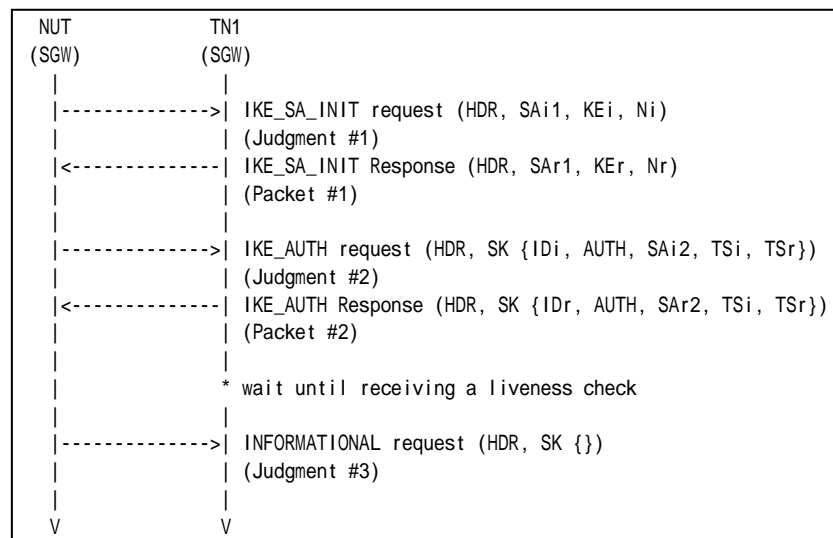 NUT TN1
(SGW) (SGW)
| |
|-------------->| IKE_SA_INIT request (HDR, SAi1, KEi, Ni)
| | (Judgment #1)
|<--------------| IKE_SA_INIT Response (HDR, SAr1, KEr, Nr)
| | (Packet #1)
| |
|-------------->| IKE_AUTH request (HDR, SK {IDi, AUTH, SAi2, TSi, TSr})
| | (Judgment #2)
|<--------------| IKE_AUTH Response (HDR, SK {IDr, AUTH, SAr2, TSi, TSr})
| | (Packet #2)
| |
| * wait until receiving a liveness check
| |
|-------------->| INFORMATIONAL request (HDR, SK {})
| | (Judgment #3)
| |
V V